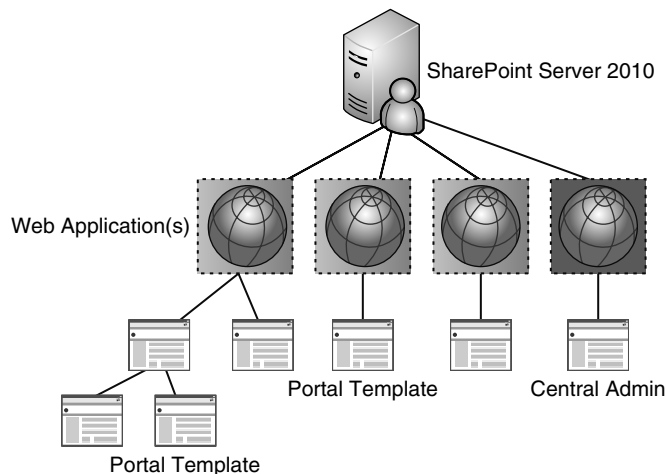 SharePoint Server 2010
Web Application(s)
Portal Template
Central Admin
Portal Template